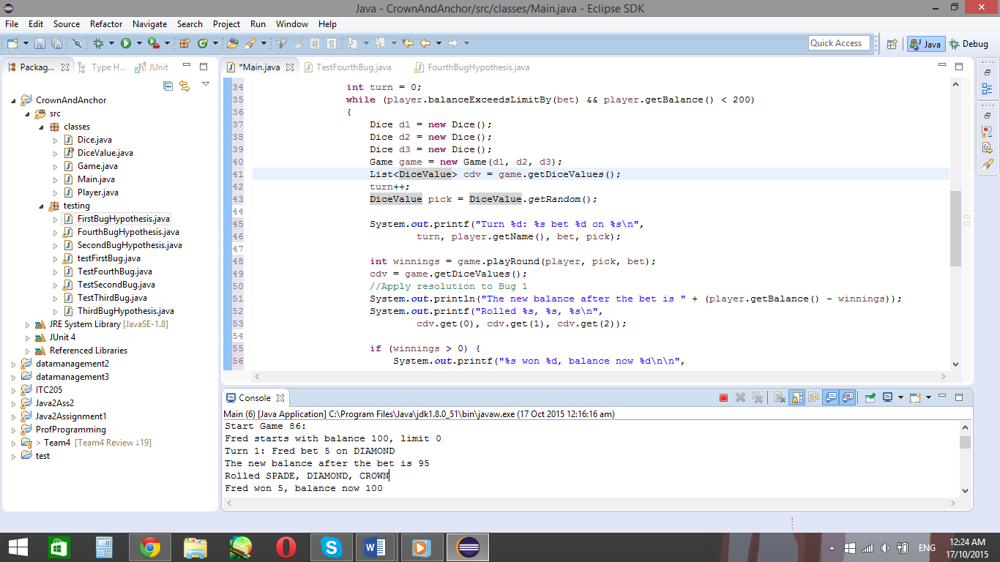 Java - CrownAndAnchor/src/classes/Main.java - Eclipse SDK
File Edit Source Refactor Navigate Search Project Run Window Help
Quick Access Java Debug
Packag... Type H... JUnit
CrownAndAnchor
src
classes
Dice.java
DiceValue.java
Game.java
Main.java
Player.java
testing
FirstBugHypothesis.java
FourthBugHypothesis.java
SecondBugHypothesis.java
testFirstBug.java
TestFourthBug.java
TestSecondBug.java
TestThirdBug.java
ThirdBugHypothesis.java
JRE System Library [JavaSE-1.8]
JUnit 4
Referenced Libraries
datamanagement2
datamanagement3
ITC205
Java2Ass2
Java2Assignment1
ProfProgramming
> Team4 [Team4 Review ↓19]
test
*Main.java TestFourthBug.java FourthBugHypothesis.java
34 int turn = 0;
35 while (player.balanceExceedsLimitBy(bet) && player.getBalance() < 200)
36 {
37 Dice d1 = new Dice();
38 Dice d2 = new Dice();
39 Dice d3 = new Dice();
40 Game game = new Game(d1, d2, d3);
41 List<DiceValue> cdv = game.getDiceValues();
42 turn++;
43 DiceValue pick = DiceValue.getRandom();
44
45 System.out.printf("Turn %d: %s bet %d on %s\n",
46 turn, player.getName(), bet, pick);
47
48 int winnings = game.playRound(player, pick, bet);
49 cdv = game.getDiceValues();
50 //Apply resolution to Bug 1
51 System.out.println("The new balance after the bet is " + (player.getBalance() - winnings));
52 System.out.printf("Rolled %s, %s, %s\n",
53 cdv.get(0), cdv.get(1), cdv.get(2));
54
55 if (winnings > 0) {
56 System.out.printf("%s won %d, balance now %d\n\n",
Console
Main (6) [Java Application] C:\Program Files\Java\jdk1.8.0_51\bin\javaw.exe (17 Oct 2015 12:16:16 am)
Start Game 86:
Fred starts with balance 100, limit 0
Turn 1: Fred bet 5 on DIAMOND
The new balance after the bet is 95
Rolled SPADE, DIAMOND, CROWN
Fred won 5, balance now 100
ENG
12:24 AM
17/10/2015